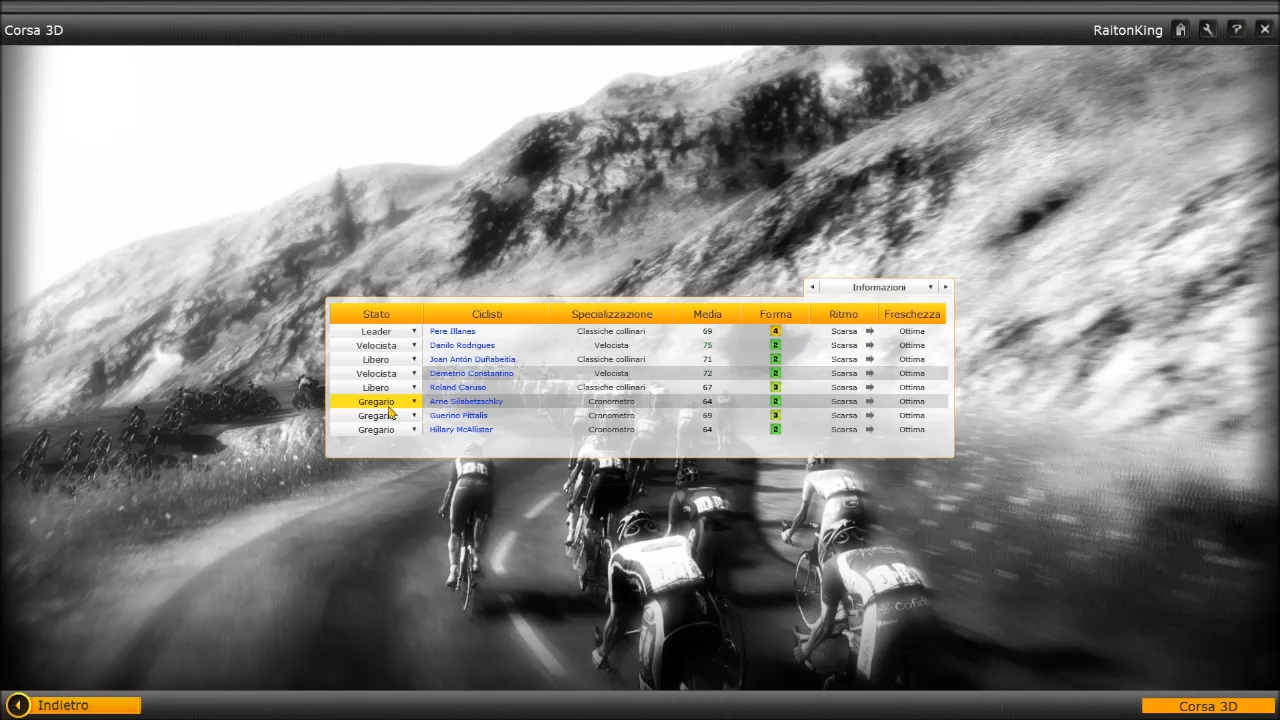 Corsa 3D RaitonKing
Informazioni
Stato Ciclisti Specializzazione Media Forma Ritmo Freschezza
Leader Pere Illanes Classiche collinari 69 4 Scarsa Ottima
Velocista Danilo Rodrigues Velocista 75 2 Scarsa Ottima
Libero Joan Antón Duñabeitia Classiche collinari 71 2 Scarsa Ottima
Velocista Demetrio Constantino Velocista 72 2 Scarsa Ottima
Libero Roland Caruso Classiche collinari 67 3 Scarsa Ottima
Gregario Arne Silabetzschky Cronometro 64 2 Scarsa Ottima
Gregario Guerino Pittalis Cronometro 69 3 Scarsa Ottima
Gregario Hillary McAllister Cronometro 64 2 Scarsa Ottima
Indietro Corsa 3D